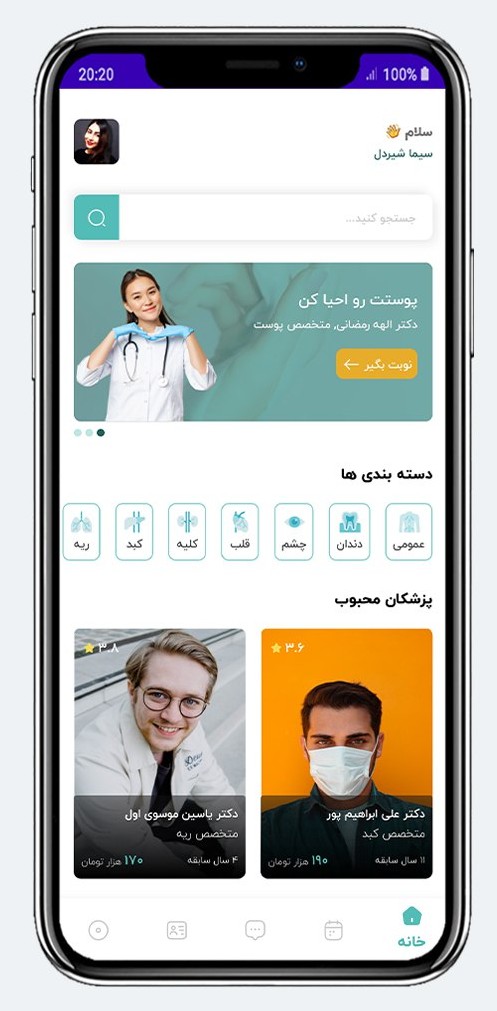 20:20
100%
سلام 👋
سیما شیردل
جستجو کنید...
پوستت رو احیا کن
دکتر الهه رمضانی, متخصص پوست
نوبت بگیر
دسته بندی ها
عمومی
دندان
چشم
قلب
کلیه
کبد
ریه
پزشکان محبوب
۳.۶
دکتر علی ابراهیم پور
متخصص کبد
۱۱ سال سابقه
۱۹۰ هزار تومان
۳.۸
دکتر یاسین موسوی اول
متخصص ریه
۴ سال سابقه
۱۷۰ هزار تومان
خانه